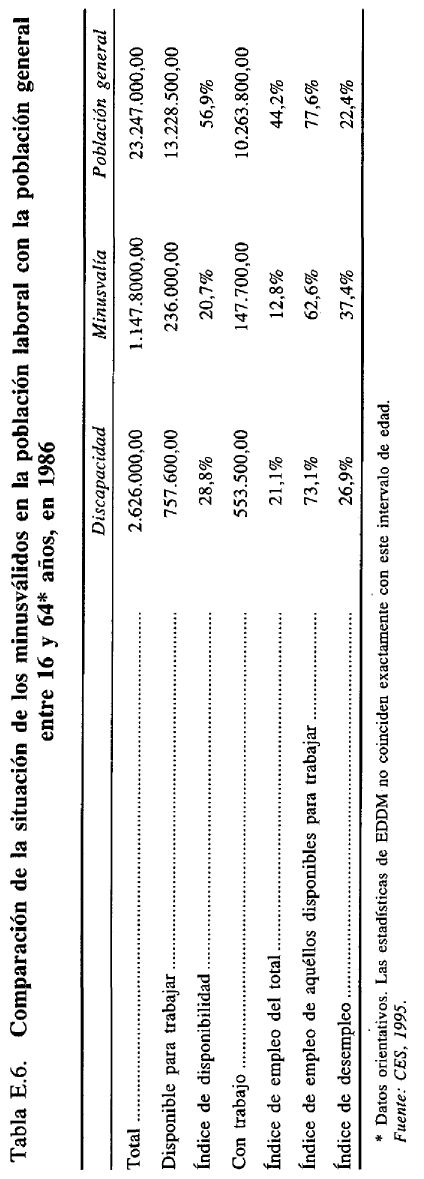 Tabla E.6. Comparación de la situación de los minusválidos en la población laboral con la población general
entre 16 y 64* años, en 1986
Discapacidad Minusvalía Población general
Total 2.626.000,00 1.147.8000,00 23.247.000,00
Disponible para trabajar 757.600,00 236.000,00 13.228.500,00
Índice de disponibilidad 28,8% 20,7% 56,9%
Con trabajo 553.500,00 147.700,00 10.263.800,00
Índice de empleo del total 21,1% 12,8% 44,2%
Índice de empleo de aquéllos disponibles para trabajar 73,1% 62,6% 77,6%
Índice de desempleo 26,9% 37,4% 22,4%
* Datos orientativos. Las estadísticas de EDDM no coinciden exactamente con este intervalo de edad.
Fuente: CES, 1995.